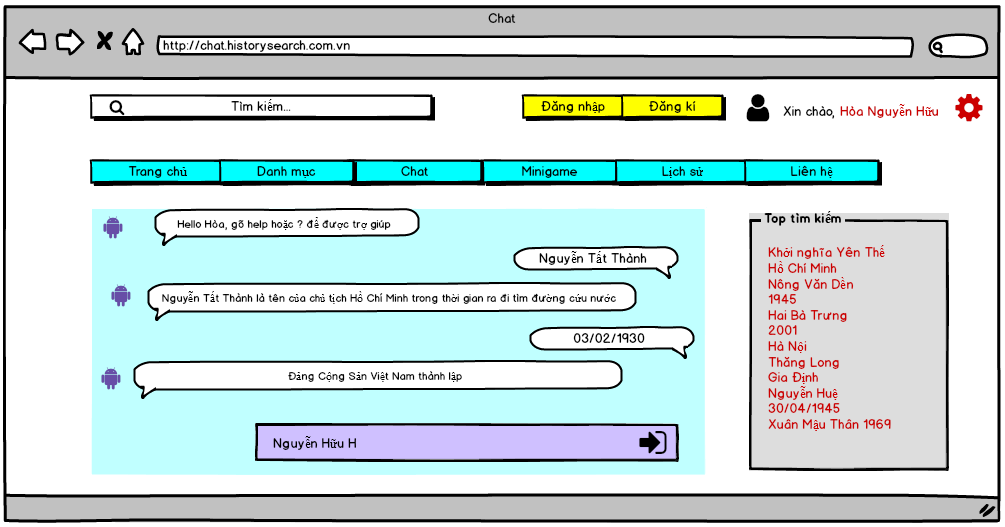 Chat
http://chat.historysearch.com.vn
Tìm kiếm...
Đăng nhập
Đăng kí
Xin chào, Hòa Nguyễn Hữu
Trang chủ
Danh mục
Chat
Minigame
Lịch sử
Liên hệ
Hello Hòa, gõ help hoặc ? để được trợ giúp
Nguyễn Tất Thành
Nguyễn Tất Thành là tên của chủ tịch Hồ Chí Minh trong thời gian ra đi tìm đường cứu nước
03/02/1930
Đảng Cộng Sản Việt Nam thành lập
Nguyễn Hữu H
Top tìm kiếm
Khởi nghĩa Yên Thế
Hồ Chí Minh
Nông Văn Dền
1945
Hai Bà Trưng
2001
Hà Nội
Thăng Long
Gia Định
Nguyễn Huệ
30/04/1945
Xuân Mậu Thân 1969